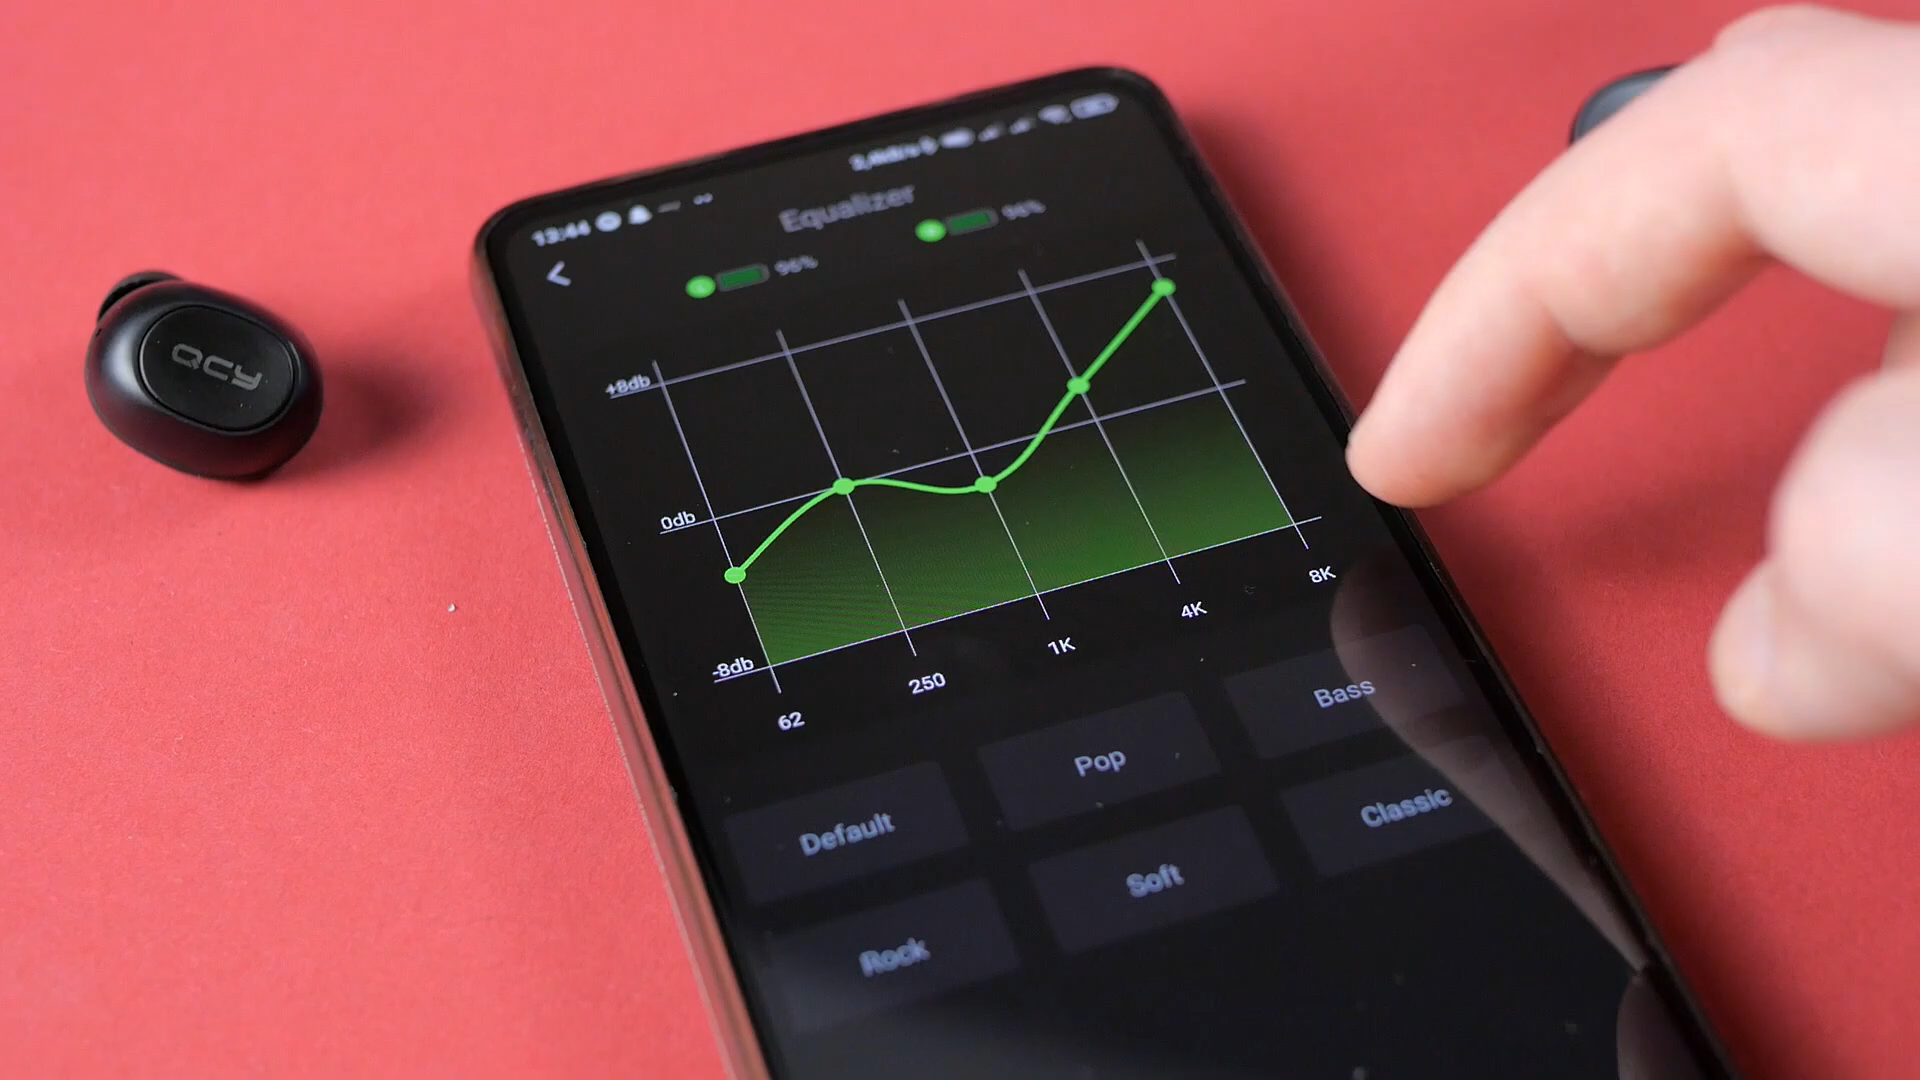 QCY
13:44
Equalizer
96%
96%
+8db
0db
-8db
62
250
1K
4K
8K
Default
Pop
Bass
Rock
Soft
Classic